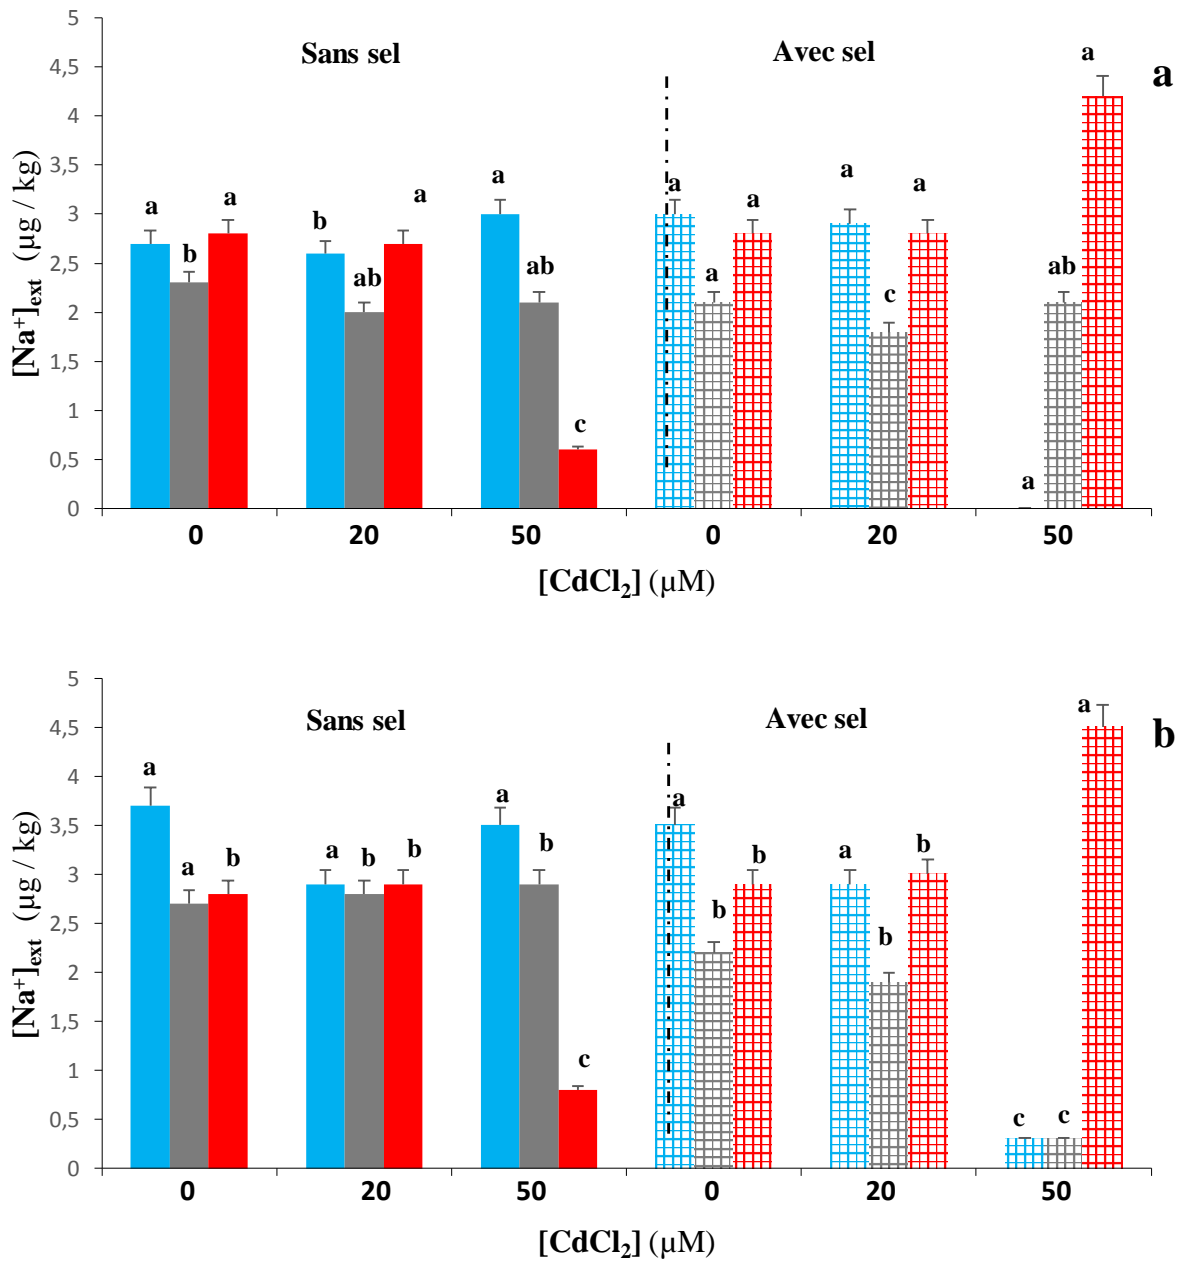 5
4,5
4
3,5
3
2,5
2
1,5
1
0,5
0
[Na⁺]ext (µg / kg)
Sans sel
Avec sel
a
a b a
b ab a
a ab c
a a a
a c a
a ab a
0 20 50 0 20 50
[CdCl₂] (µM)
5
4,5
4
3,5
3
2,5
2
1,5
1
0,5
0
[Na⁺]ext (µg / kg)
Sans sel
Avec sel
b
a a b
a b b
a b c
a b b
a b b
c c a
0 20 50 0 20 50
[CdCl₂] (µM)